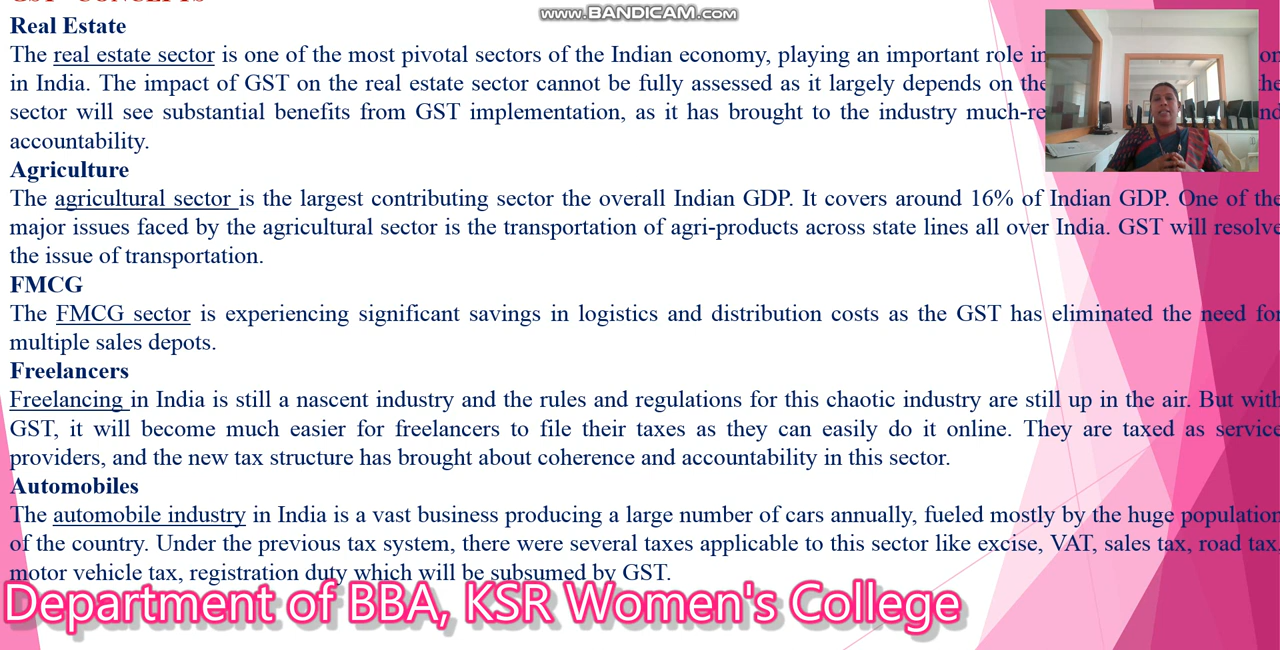 GST - CONCEPTS
www.BANDICAM.com
Real Estate
The real estate sector is one of the most pivotal sectors of the Indian economy, playing an important role in on
in India. The impact of GST on the real estate sector cannot be fully assessed as it largely depends on the the
sector will see substantial benefits from GST implementation, as it has brought to the industry much-re nd
accountability.
Agriculture
The agricultural sector is the largest contributing sector the overall Indian GDP. It covers around 16% of Indian GDP. One of the
major issues faced by the agricultural sector is the transportation of agri-products across state lines all over India. GST will resolve
the issue of transportation.
FMCG
The FMCG sector is experiencing significant savings in logistics and distribution costs as the GST has eliminated the need for
multiple sales depots.
Freelancers
Freelancing in India is still a nascent industry and the rules and regulations for this chaotic industry are still up in the air. But with
GST, it will become much easier for freelancers to file their taxes as they can easily do it online. They are taxed as service
providers, and the new tax structure has brought about coherence and accountability in this sector.
Automobiles
The automobile industry in India is a vast business producing a large number of cars annually, fueled mostly by the huge population
of the country. Under the previous tax system, there were several taxes applicable to this sector like excise, VAT, sales tax, road tax,
motor vehicle tax, registration duty which will be subsumed by GST.
Department of BBA, KSR Women's College